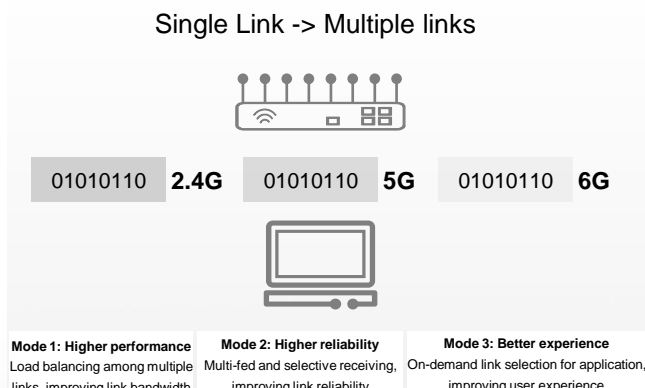 Single Link -> Multiple links
01010110 2.4G 01010110 5G 01010110 6G
Mode 1: Higher performance
Load balancing among multiple
links, improving link bandwidth
Mode 2: Higher reliability
Multi-fed and selective receiving,
improving link reliability
Mode 3: Better experience
On-demand link selection for application,
improving user experience